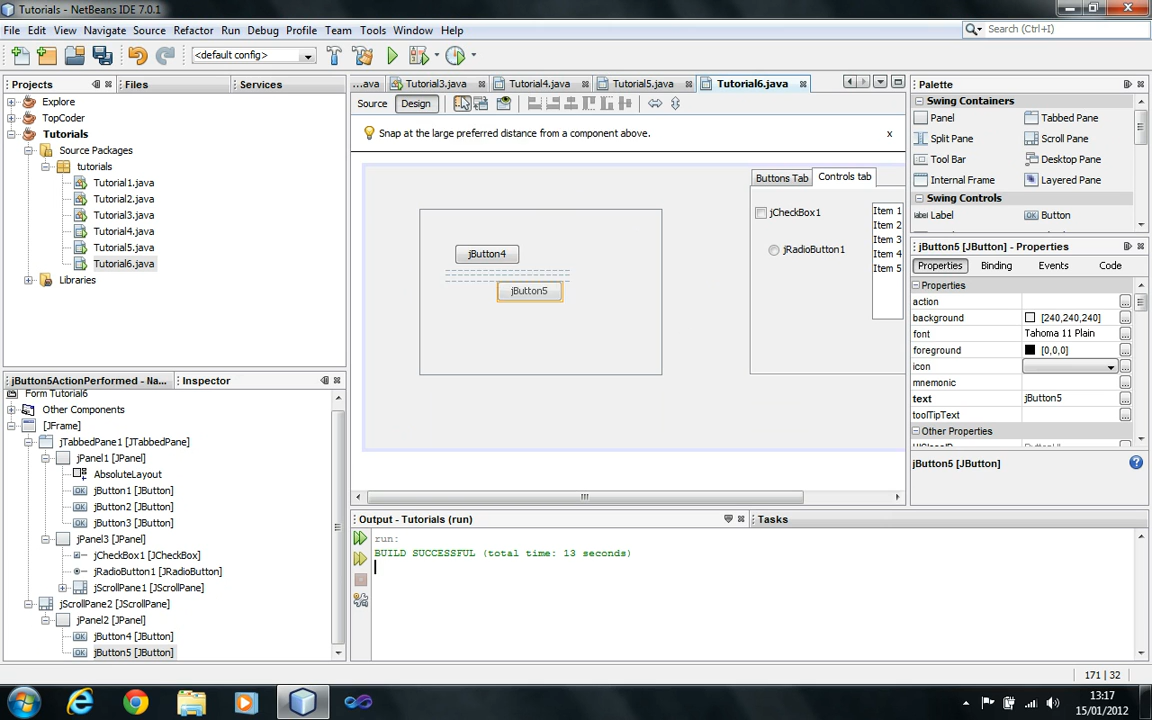 Tutorials - NetBeans IDE 7.0.1
File Edit View Navigate Source Refactor Run Debug Profile Team Tools Window Help
Search (Ctrl+I)
<default config>
Projects Files Services
Explore
TopCoder
Tutorials
Source Packages
tutorials
Tutorial1.java
Tutorial2.java
Tutorial3.java
Tutorial4.java
Tutorial5.java
Tutorial6.java
Libraries
jButton5ActionPerformed - Na... Inspector
Form Tutorial6
Other Components
[JFrame]
jTabbedPane1 [JTabbedPane]
jPanel1 [JPanel]
AbsoluteLayout
jButton1 [JButton]
jButton2 [JButton]
jButton3 [JButton]
jPanel3 [JPanel]
jCheckBox1 [JCheckBox]
jRadioButton1 [JRadioButton]
jScrollPane1 [JScrollPane]
jScrollPane2 [JScrollPane]
jPanel2 [JPanel]
jButton4 [JButton]
jButton5 [JButton]
...ava Tutorial3.java Tutorial4.java Tutorial5.java Tutorial6.java
Source Design
Snap at the large preferred distance from a component above. x
Buttons Tab Controls tab
jCheckBox1
jRadioButton1
Item 1
Item 2
Item 3
Item 4
Item 5
jButton4
jButton5
Output - Tutorials (run) Tasks
run:
BUILD SUCCESSFUL (total time: 13 seconds)
Palette
Swing Containers
Panel Tabbed Pane
Split Pane Scroll Pane
Tool Bar Desktop Pane
Internal Frame Layered Pane
Swing Controls
Label Button
jButton5 [JButton] - Properties
Properties Binding Events Code
Properties
action
background [240,240,240]
font Tahoma 11 Plain
foreground [0,0,0]
icon
mnemonic
text jButton5
toolTipText
Other Properties
jButton5 [JButton]
171 | 32
13:17
15/01/2012